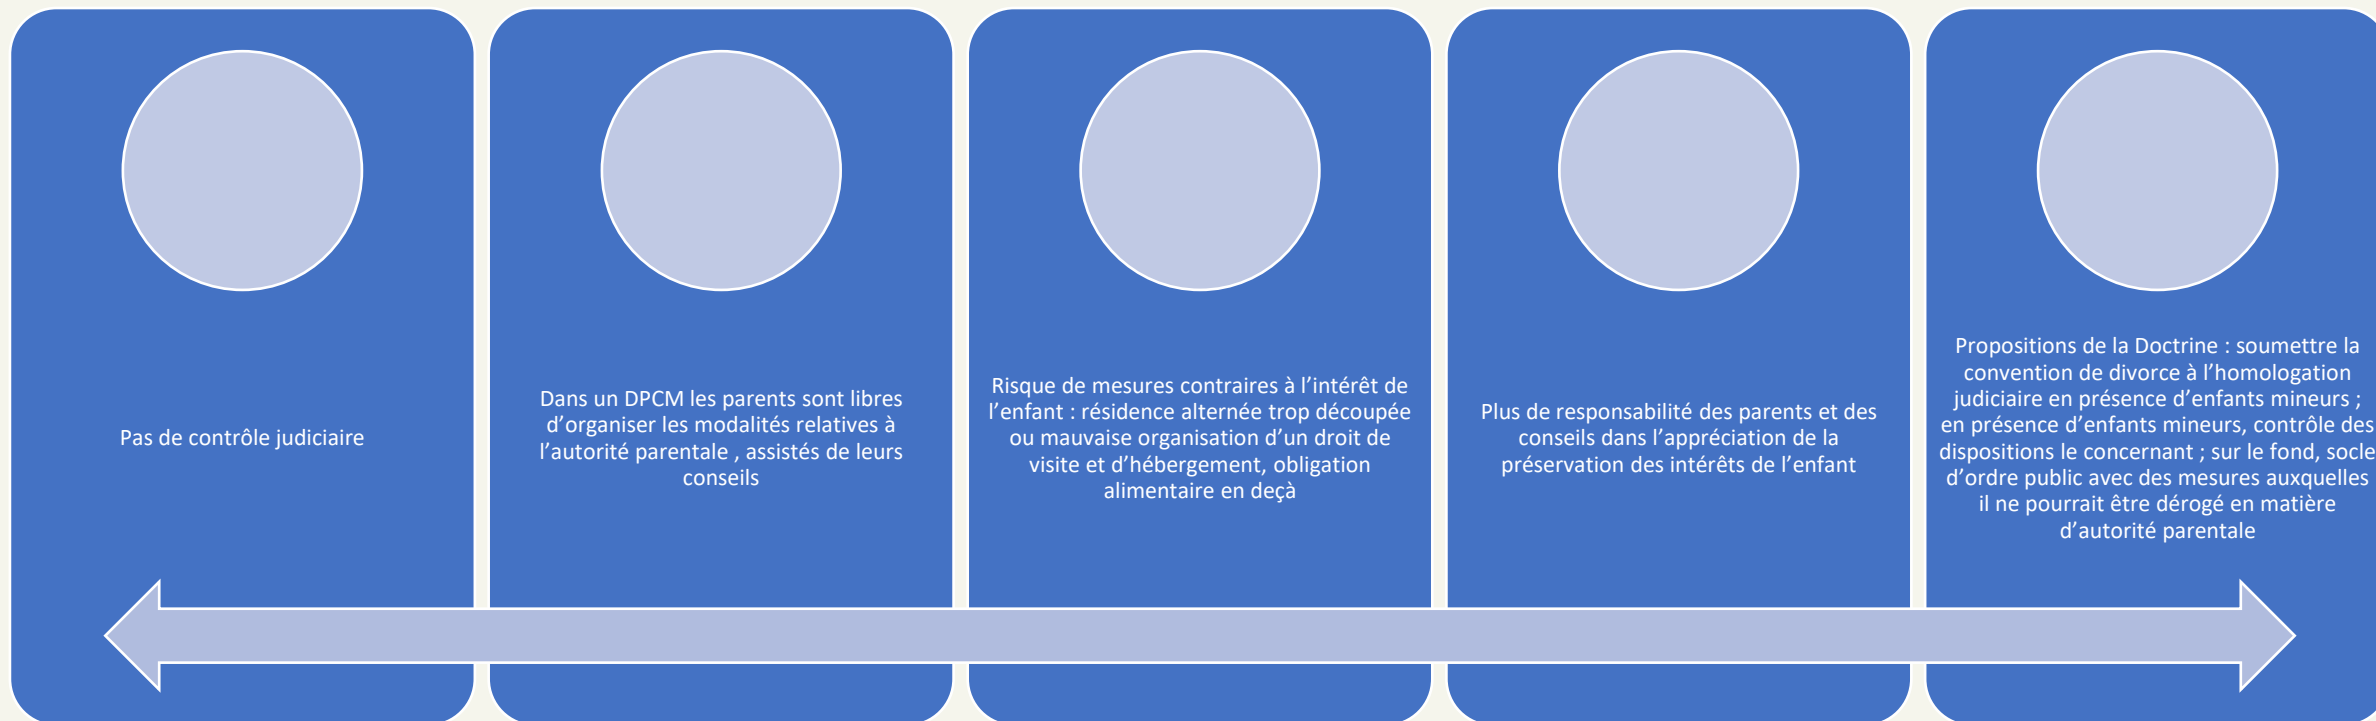 Pas de contrôle judiciaire
Dans un DPCM les parents sont libres
d’organiser les modalités relatives à
l’autorité parentale , assistés de leurs
conseils
Risque de mesures contraires à l’intérêt de
l’enfant : résidence alternée trop découpée
ou mauvaise organisation d’un droit de
visite et d’hébergement, obligation
alimentaire en deçà
Plus de responsabilité des parents et des
conseils dans l’appréciation de la
préservation des intérêts de l’enfant
Propositions de la Doctrine : soumettre la
convention de divorce à l’homologation
judiciaire en présence d’enfants mineurs ;
en présence d’enfants mineurs, contrôle des
dispositions le concernant ; sur le fond, socle
d’ordre public avec des mesures auxquelles
il ne pourrait être dérogé en matière
d’autorité parentale